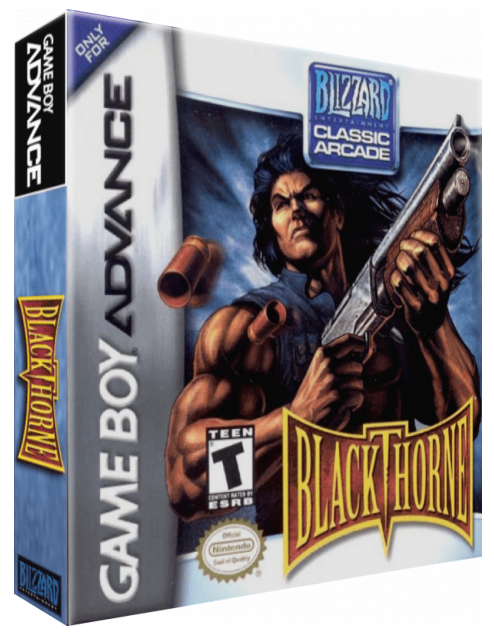 GAME BOY
ADVANCE
BLACKTHORNE
BLIZZARD
ENTERTAINMENT
ONLY
FOR
GAME BOY ADVANCE
BLIZZARD
ENTERTAINMENT
CLASSIC
ARCADE
TEEN
T
CONTENT RATED BY
ESRB
Official
Nintendo
Seal of Quality
BLACKTHORNE